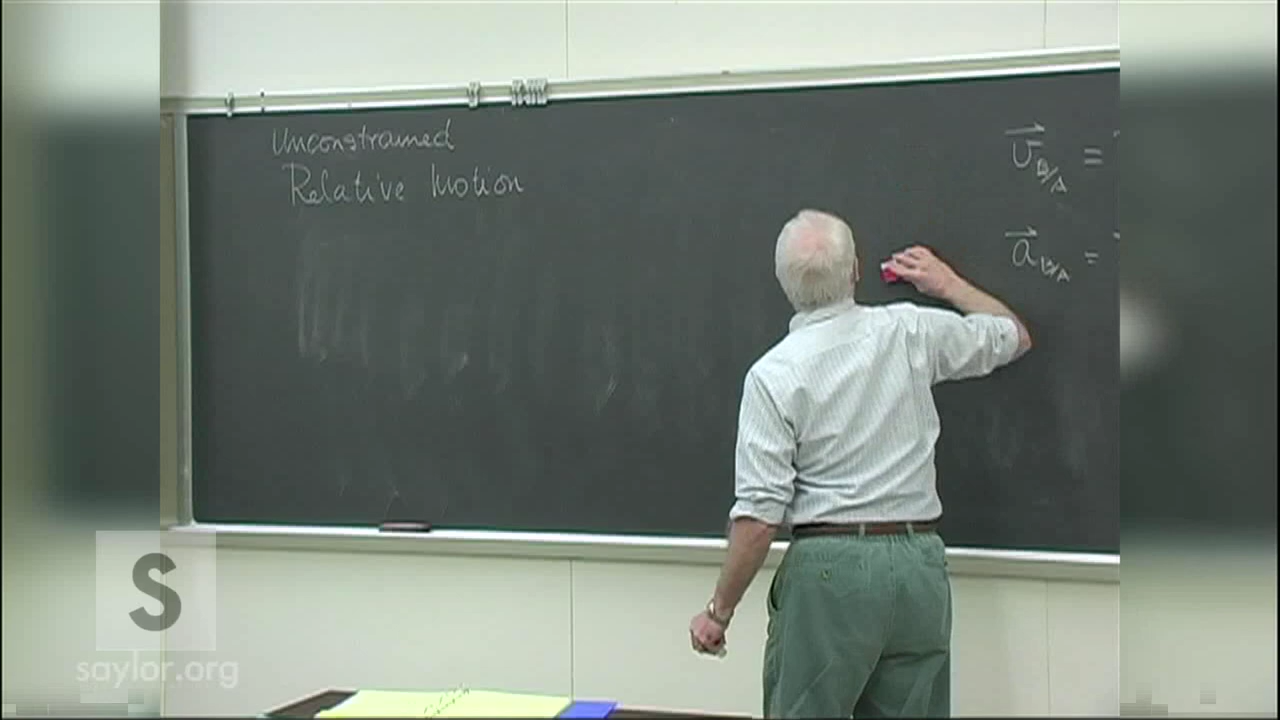 Unconstrained
Relative Motion
v⃗ B/A =
a⃗ B/A =
S
saylor.org